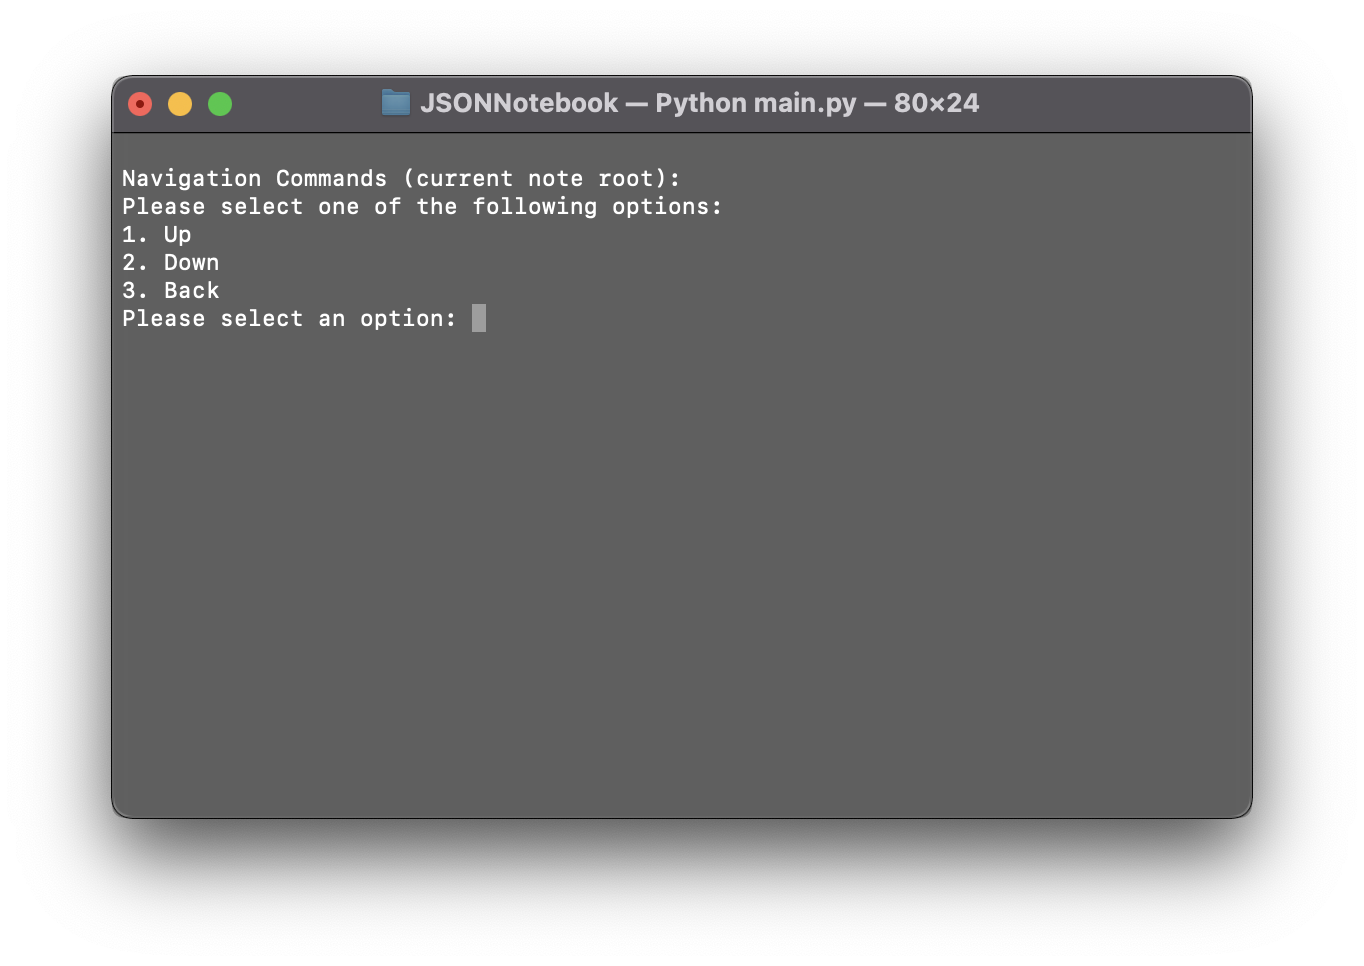 JSONNotebook — Python main.py — 80×24
Navigation Commands (current note root):
Please select one of the following options:
1. Up
2. Down
3. Back
Please select an option: